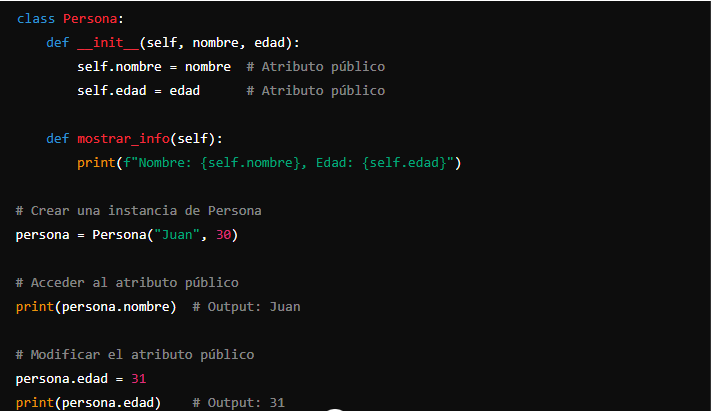 class Persona:
    def __init__(self, nombre, edad):
        self.nombre = nombre  # Atributo público
        self.edad = edad      # Atributo público

    def mostrar_info(self):
        print(f"Nombre: {self.nombre}, Edad: {self.edad}")

# Crear una instancia de Persona
persona = Persona("Juan", 30)

# Acceder al atributo público
print(persona.nombre)  # Output: Juan

# Modificar el atributo público
persona.edad = 31
print(persona.edad)    # Output: 31